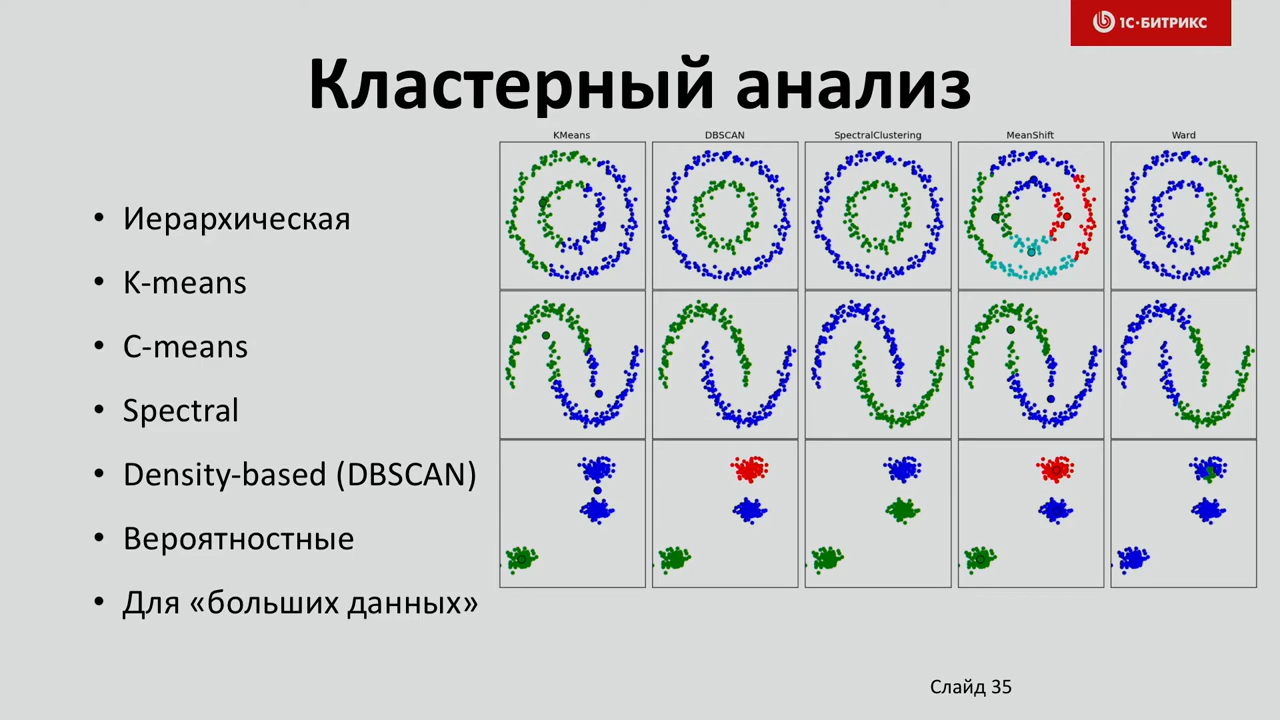 1С·БИТРИКС
Кластерный анализ
KMeans
DBSCAN
SpectralClustering
MeanShift
Ward
• Иерархическая
• K-means
• C-means
• Spectral
• Density-based (DBSCAN)
• Вероятностные
• Для «больших данных»
Слайд 35